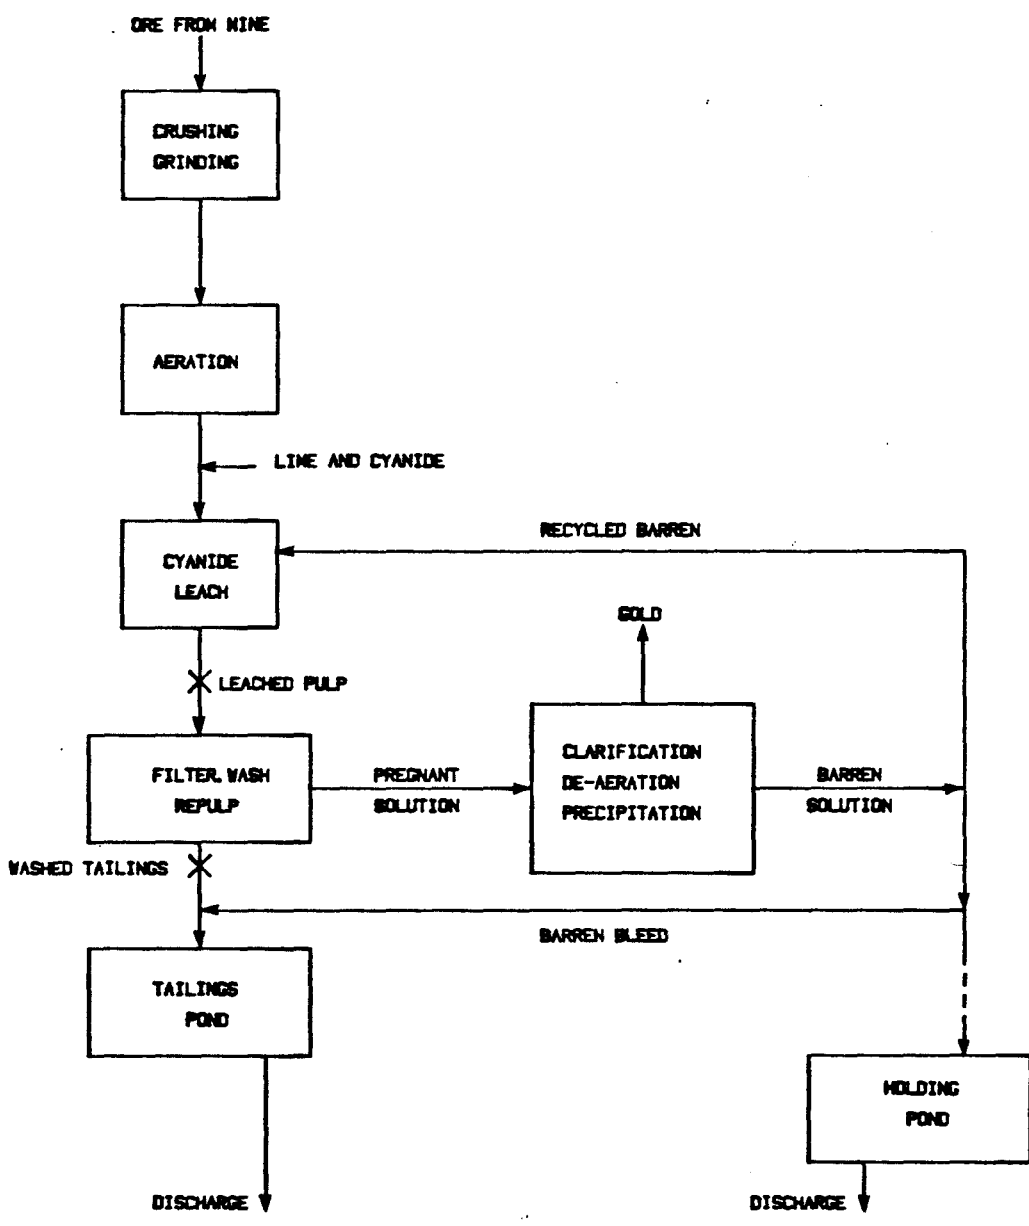 ORE FROM MINE
CRUSHING
GRINDING
AERATION
LIME AND CYANIDE
RECYCLED BARREN
CYANIDE
LEACH
GOLD
LEACHED PULP
CLARIFICATION
DE-AERATION
PRECIPITATION
FILTER, WASH
REPULP
PREGNANT
SOLUTION
BARREN
SOLUTION
WASHED TAILINGS
BARREN BLEED
TAILINGS
POND
HOLDING
POND
DISCHARGE
DISCHARGE